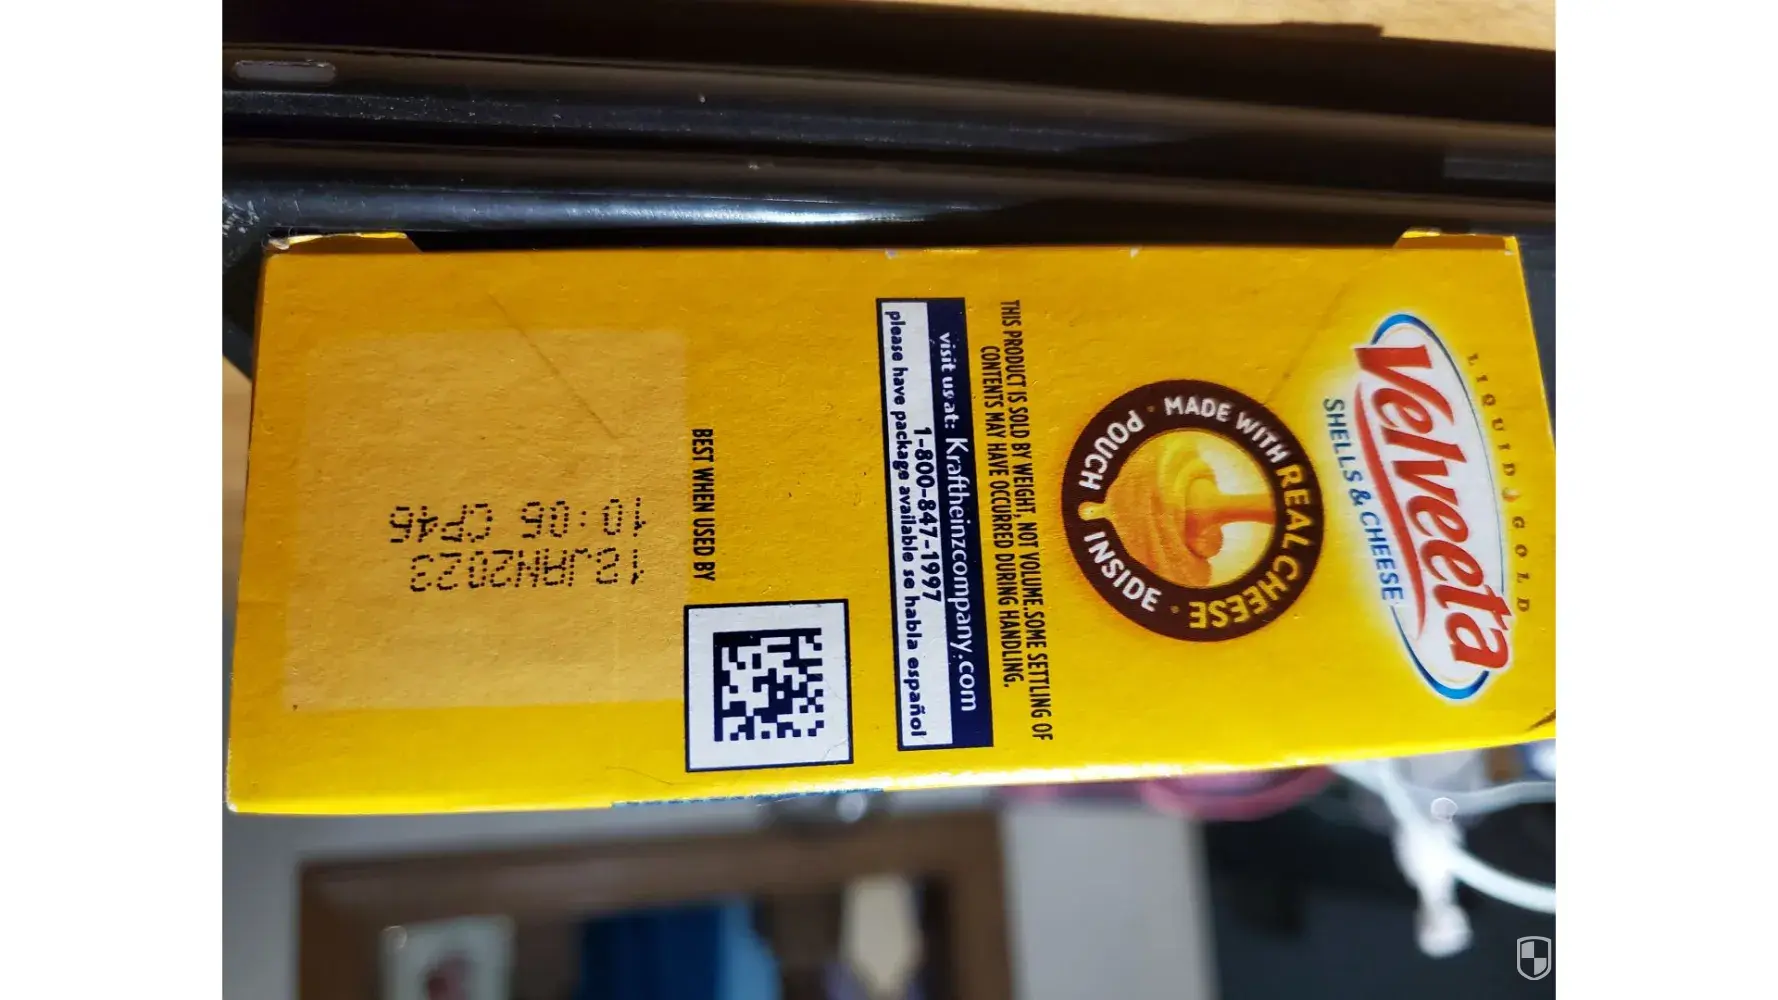 LIQUID GOLD
Velveeta
SHELLS & CHEESE
MADE WITH REAL CHEESE
POUCH INSIDE
THIS PRODUCT IS SOLD BY WEIGHT, NOT VOLUME.SOME SETTLING OF
CONTENTS MAY HAVE OCCURRED DURING HANDLING.
visit us at: Kraftheinzcompany.com
1-800-847-1997
please have package available se habla español
BEST WHEN USED BY
18JAN2023
10:06 CP46